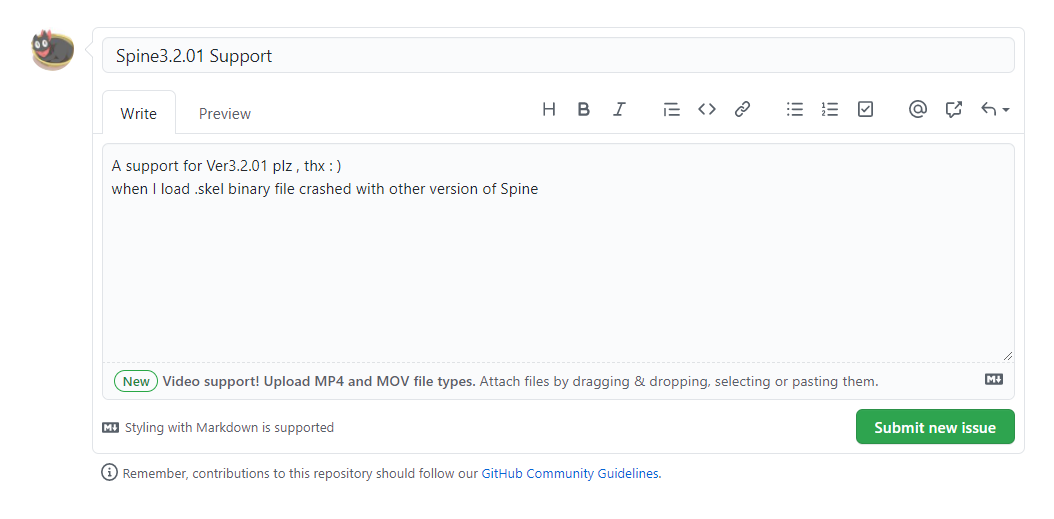 Spine3.2.01 Support
Write
Preview
A support for Ver3.2.01 plz , thx : )
when I load .skel binary file crashed with other version of Spine
New Video support! Upload MP4 and MOV file types. Attach files by dragging & dropping, selecting or pasting them.
Styling with Markdown is supported
Submit new issue
Remember, contributions to this repository should follow our GitHub Community Guidelines.